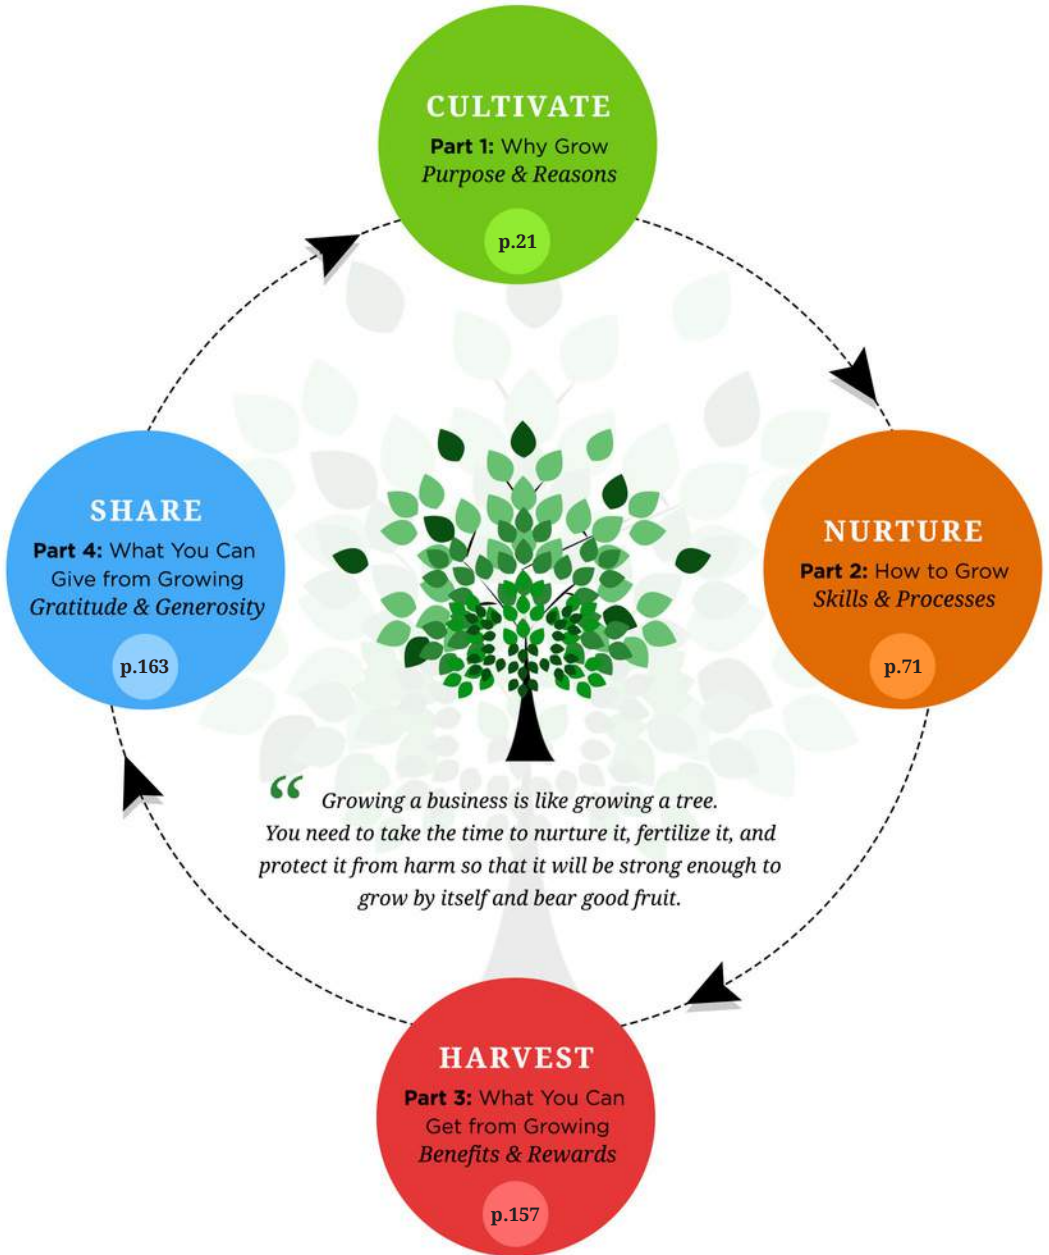 CULTIVATE
Part 1: Why Grow
Purpose & Reasons
p.21
NURTURE
Part 2: How to Grow
Skills & Processes
p.71
HARVEST
Part 3: What You Can
Get from Growing
Benefits & Rewards
p.157
SHARE
Part 4: What You Can
Give from Growing
Gratitude & Generosity
p.163
“ Growing a business is like growing a tree.
You need to take the time to nurture it, fertilize it, and
protect it from harm so that it will be strong enough to
grow by itself and bear good fruit.